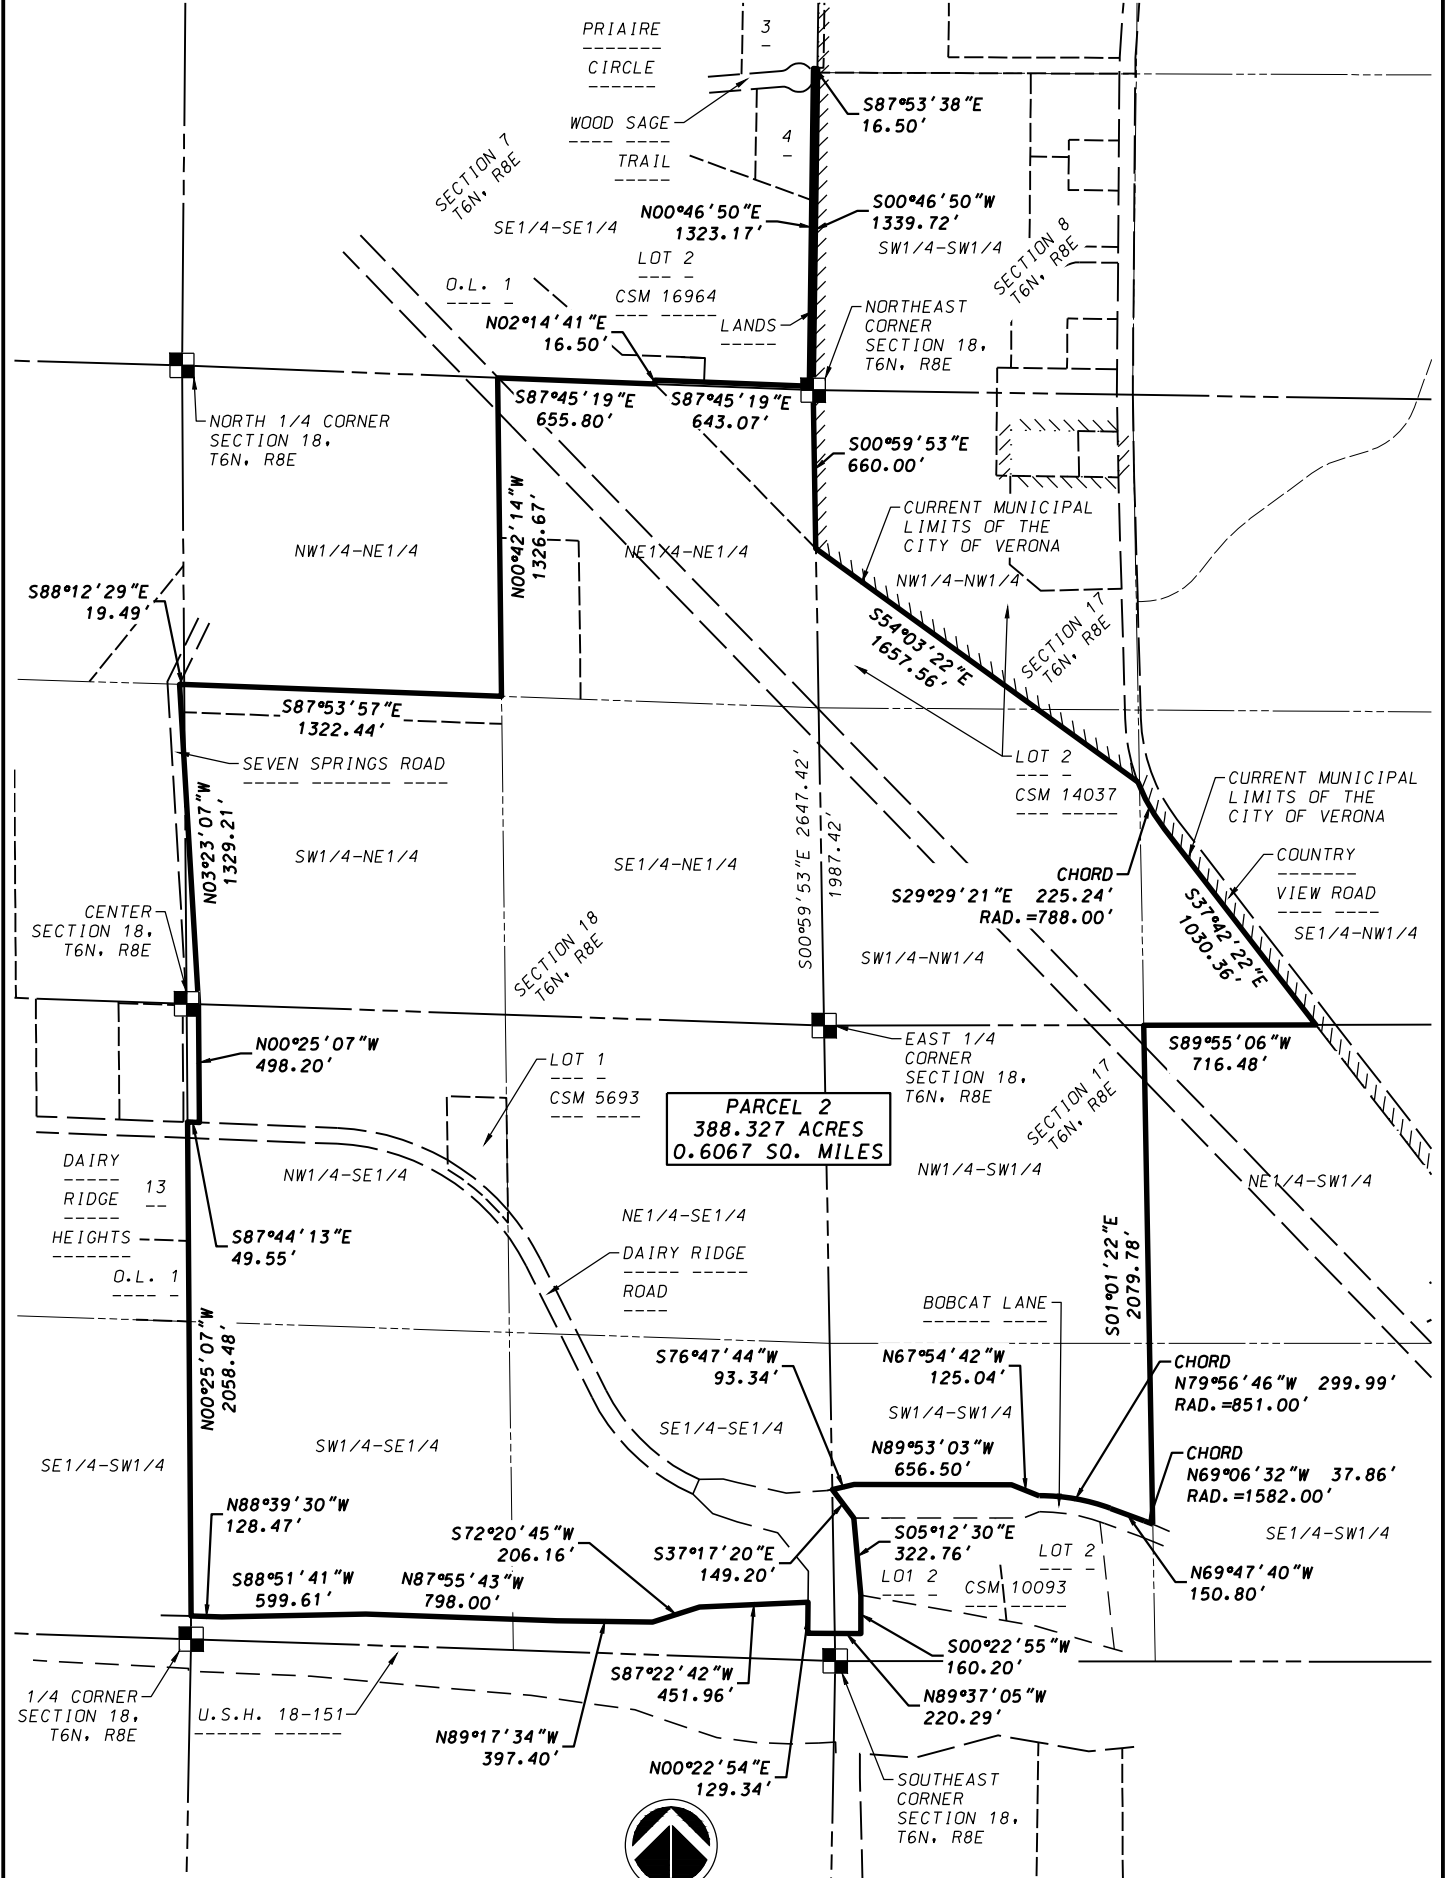 PRIAIRE
CIRCLE
3
WOOD SAGE
TRAIL
4
S87°53'38"E
16.50'
SECTION 7
T6N, R8E
SE1/4-SE1/4
N00°46'50"E
1323.17'
S00°46'50"W
1339.72'
SW1/4-SW1/4
SECTION 8
T6N, R8E
O.L. 1
LOT 2
CSM 16964
LANDS
N02°14'41"E
16.50'
NORTHEAST
CORNER
SECTION 18,
T6N, R8E
NORTH 1/4 CORNER
SECTION 18,
T6N, R8E
S87°45'19"E
655.80'
S87°45'19"E
643.07'
S00°59'53"E
660.00'
N00°42'14"W
1326.67'
CURRENT MUNICIPAL
LIMITS OF THE
CITY OF VERONA
NW1/4-NE1/4
NE1/4-NE1/4
NW1/4-NW1/4
S88°12'29"E
19.49'
S54°03'22"E
1657.56'
SECTION 17
T6N, R8E
S87°53'57"E
1322.44'
SEVEN SPRINGS ROAD
LOT 2
CSM 14037
CURRENT MUNICIPAL
LIMITS OF THE
CITY OF VERONA
N03°23'07"W
1329.21'
S00°59'53"E 2647.42'
1987.42'
SW1/4-NE1/4
SE1/4-NE1/4
COUNTRY
VIEW ROAD
CHORD
S29°29'21"E 225.24'
RAD.=788.00'
S37°42'22"E
1030.36'
SE1/4-NW1/4
CENTER
SECTION 18,
T6N, R8E
SECTION 18
T6N, R8E
SW1/4-NW1/4
N00°25'07"W
498.20'
LOT 1
CSM 5693
EAST 1/4
CORNER
SECTION 18,
T6N, R8E
S89°55'06"W
716.48'
PARCEL 2
388.327 ACRES
0.6067 SQ. MILES
SECTION 17
T6N, R8E
DAIRY
RIDGE
HEIGHTS
13
O.L. 1
NW1/4-SE1/4
NW1/4-SW1/4
NE1/4-SW1/4
S87°44'13"E
49.55'
NE1/4-SE1/4
DAIRY RIDGE
ROAD
S01°01'22"E
2079.78'
BOBCAT LANE
N00°25'07"W
2058.48'
S76°47'44"W
93.34'
N67°54'42"W
125.04'
CHORD
N79°56'46"W 299.99'
RAD.=851.00'
SE1/4-SW1/4
SW1/4-SE1/4
SE1/4-SE1/4
SW1/4-SW1/4
N89°53'03"W
656.50'
CHORD
N69°06'32"W 37.86'
RAD.=1582.00'
SE1/4-SW1/4
N88°39'30"W
128.47'
S72°20'45"W
206.16'
S37°17'20"E
149.20'
S05°12'30"E
322.76'
LOT 2
LO1 2
CSM 10093
N69°47'40"W
150.80'
S88°51'41"W
599.61'
N87°55'43"W
798.00'
S00°22'55"W
160.20'
S87°22'42"W
451.96'
N89°37'05"W
220.29'
1/4 CORNER
SECTION 18,
T6N, R8E
U.S.H. 18-151
N89°17'34"W
397.40'
N00°22'54"E
129.34'
SOUTHEAST
CORNER
SECTION 18,
T6N, R8E